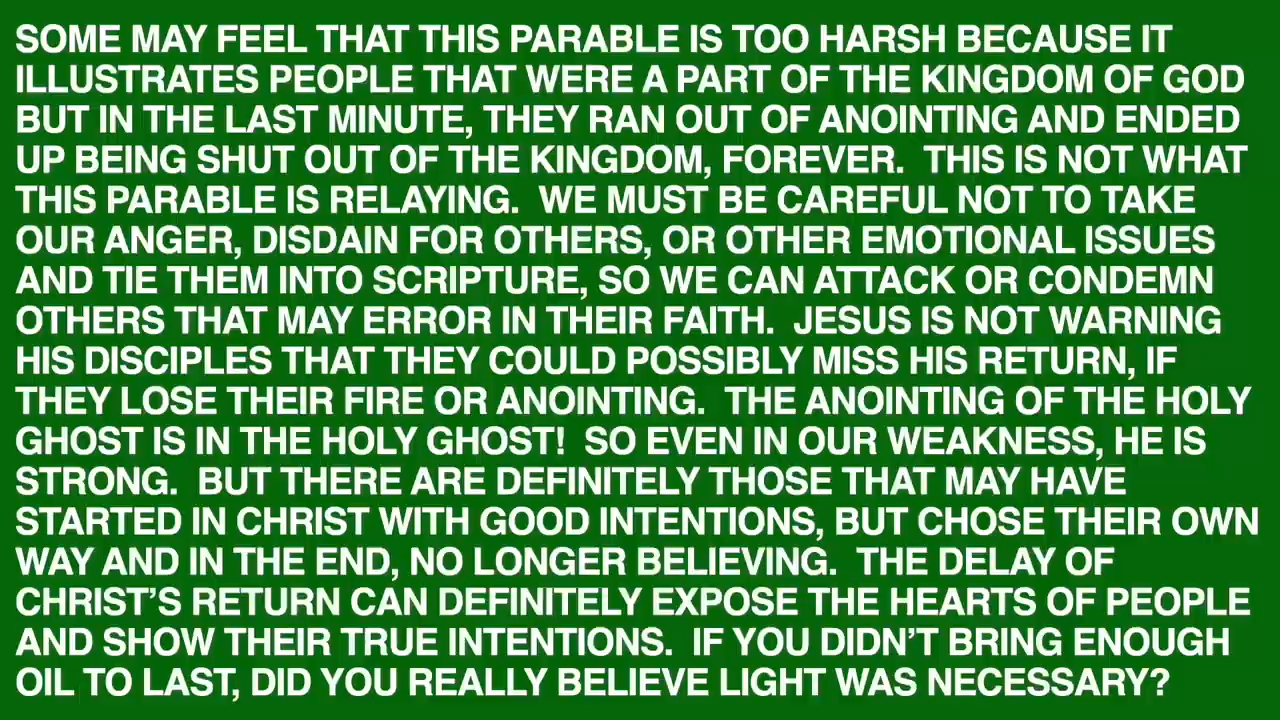 SOME MAY FEEL THAT THIS PARABLE IS TOO HARSH BECAUSE IT
ILLUSTRATES PEOPLE THAT WERE A PART OF THE KINGDOM OF GOD
BUT IN THE LAST MINUTE, THEY RAN OUT OF ANOINTING AND ENDED
UP BEING SHUT OUT OF THE KINGDOM, FOREVER.  THIS IS NOT WHAT
THIS PARABLE IS RELAYING.  WE MUST BE CAREFUL NOT TO TAKE
OUR ANGER, DISDAIN FOR OTHERS, OR OTHER EMOTIONAL ISSUES
AND TIE THEM INTO SCRIPTURE, SO WE CAN ATTACK OR CONDEMN
OTHERS THAT MAY ERROR IN THEIR FAITH.  JESUS IS NOT WARNING
HIS DISCIPLES THAT THEY COULD POSSIBLY MISS HIS RETURN, IF
THEY LOSE THEIR FIRE OR ANOINTING.  THE ANOINTING OF THE HOLY
GHOST IS IN THE HOLY GHOST!  SO EVEN IN OUR WEAKNESS, HE IS
STRONG.  BUT THERE ARE DEFINITELY THOSE THAT MAY HAVE
STARTED IN CHRIST WITH GOOD INTENTIONS, BUT CHOSE THEIR OWN
WAY AND IN THE END, NO LONGER BELIEVING.  THE DELAY OF
CHRIST’S RETURN CAN DEFINITELY EXPOSE THE HEARTS OF PEOPLE
AND SHOW THEIR TRUE INTENTIONS.  IF YOU DIDN’T BRING ENOUGH
OIL TO LAST, DID YOU REALLY BELIEVE LIGHT WAS NECESSARY?